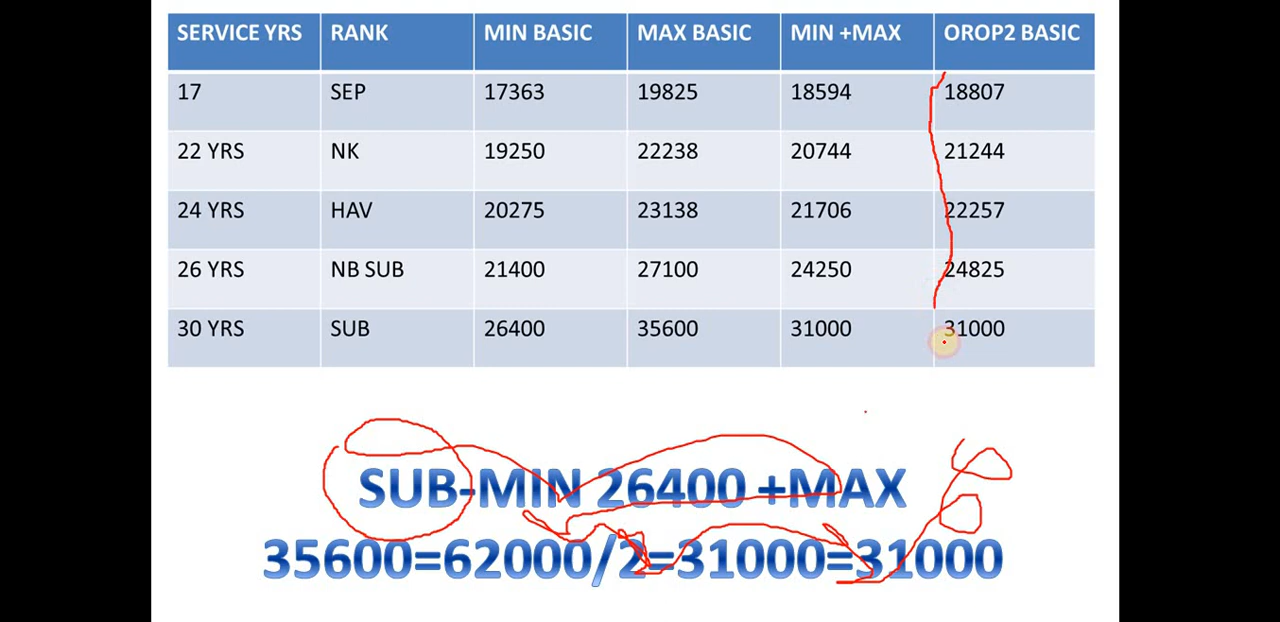 SERVICE YRS RANK MIN BASIC MAX BASIC MIN +MAX OROP2 BASIC
17 SEP 17363 19825 18594 18807
22 YRS NK 19250 22238 20744 21244
24 YRS HAV 20275 23138 21706 22257
26 YRS NB SUB 21400 27100 24250 24825
30 YRS SUB 26400 35600 31000 31000
SUB-MIN 26400 +MAX
35600=62000/2=31000=31000